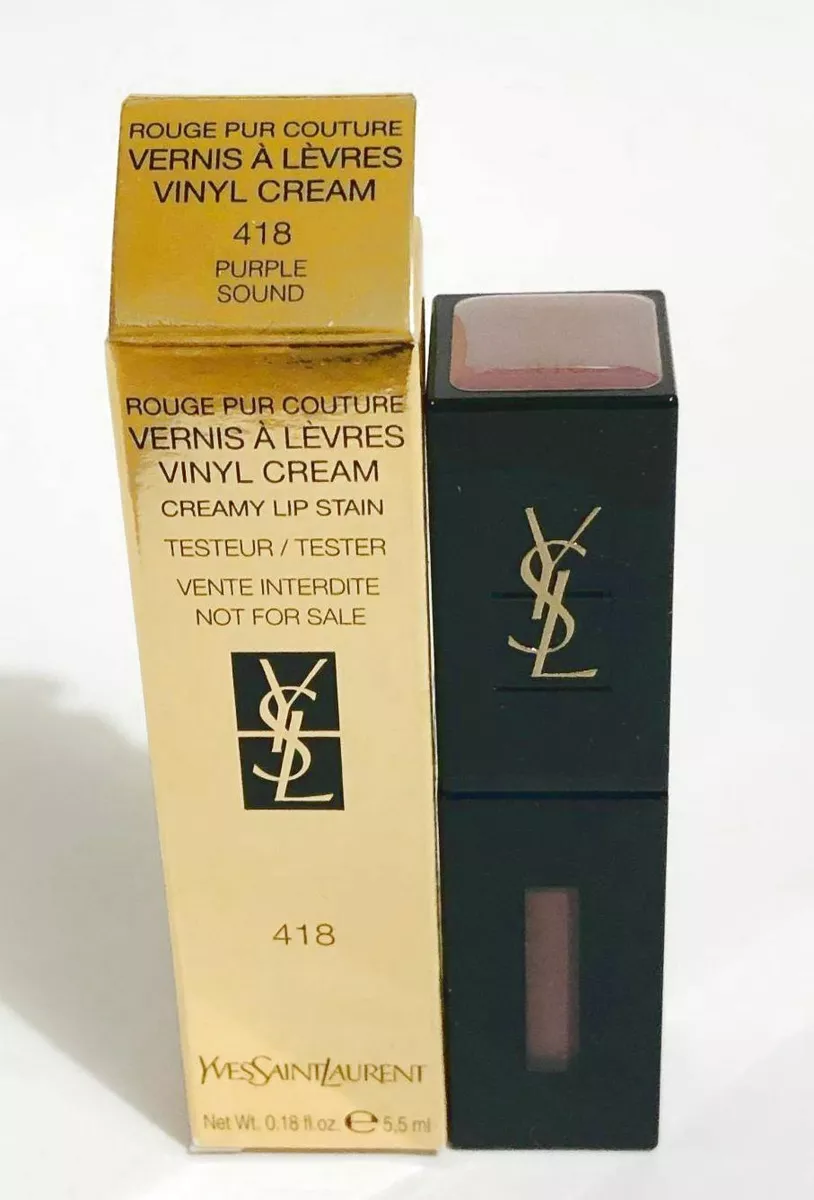 ROUGE PUR COUTURE
VERNIS À LÈVRES
VINYL CREAM
418
PURPLE
SOUND
ROUGE PUR COUTURE
VERNIS À LÈVRES
VINYL CREAM
CREAMY LIP STAIN
TESTEUR / TESTER
VENTE INTERDITE
NOT FOR SALE
YSL
418
YVESSAINTLAURENT
Net Wt. 0.18 fl.oz. ℮ 5,5 ml
YSL